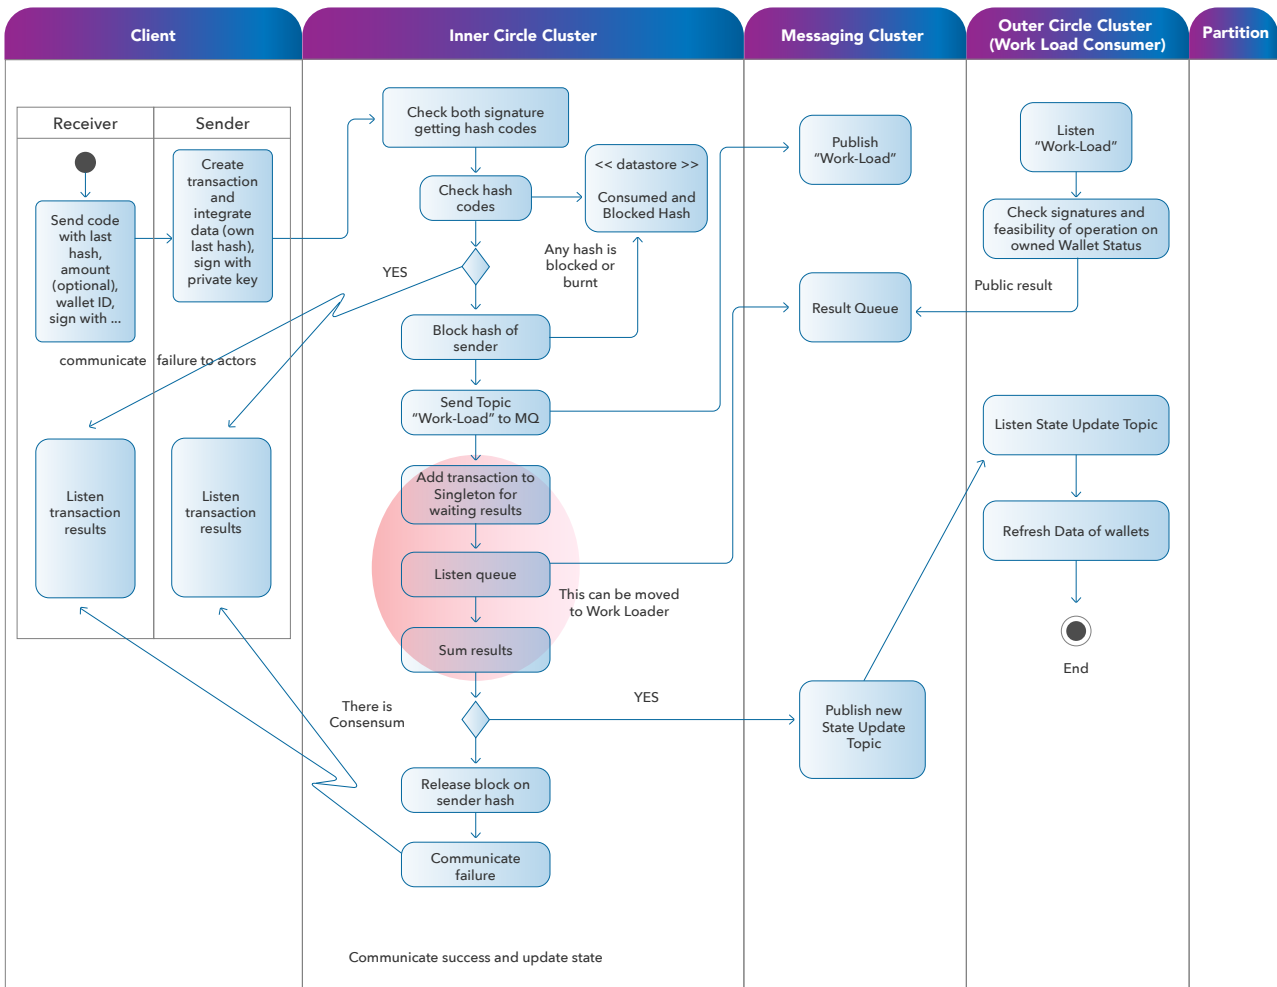 Client
Inner Circle Cluster
Messaging Cluster
Outer Circle Cluster
(Work Load Consumer)
Partition
Receiver
Sender
Send code
with last
hash,
amount
(optional),
wallet ID,
sign with ...
Create
transaction
and
integrate
data (own
last hash),
sign with
private key
communicate failure to actors
Listen
transaction
results
Listen
transaction
results
Check both signature
getting hash codes
Check hash
codes
<< datastore >>
Consumed and
Blocked Hash
Any hash is
blocked or
burnt
YES
Block hash of
sender
Send Topic
“Work-Load” to MQ
Add transaction to
Singleton for
waiting results
Listen queue
This can be moved
to Work Loader
Sum results
There is
Consensum
YES
Release block on
sender hash
Communicate
failure
Communicate success and update state
Publish
“Work-Load”
Result Queue
Publish new
State Update
Topic
Listen
“Work-Load”
Check signatures and
feasibility of operation on
owned Wallet Status
Public result
Listen State Update Topic
Refresh Data of wallets
End